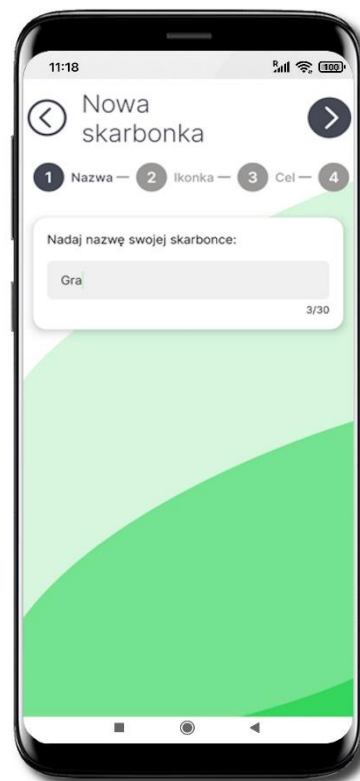 11:18 R 100
Nowa
skarbonka
1 Nazwa — 2 Ikonka — 3 Cel — 4
Nadaj nazwę swojej skarbonce:
Gra
3/30